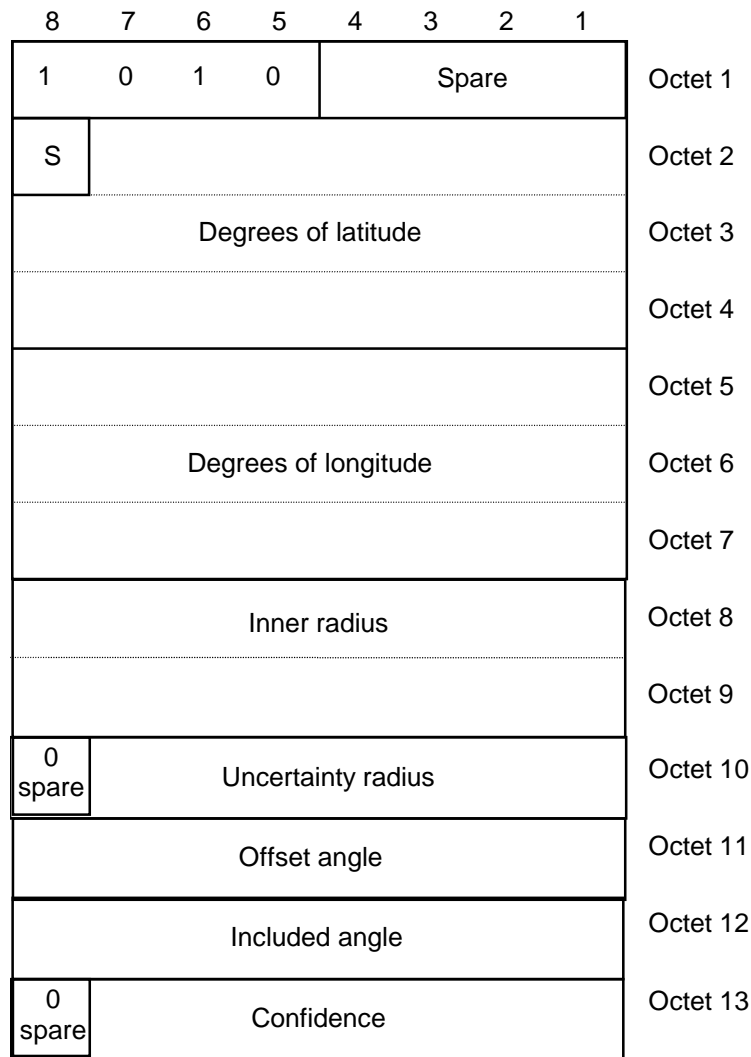 8 7 6 5 4 3 2 1
1 0 1 0 Spare Octet 1
S Octet 2
Degrees of latitude Octet 3
Octet 4
Octet 5
Degrees of longitude Octet 6
Octet 7
Inner radius Octet 8
Octet 9
0
spare Uncertainty radius Octet 10
Offset angle Octet 11
Included angle Octet 12
0
spare Confidence Octet 13